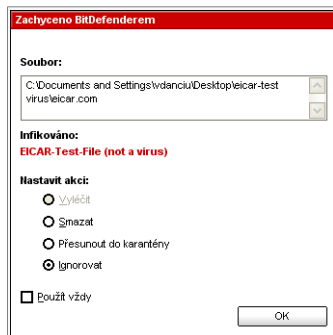 Zachyceno BitDefenderem
Soubor:
C:\Documents and Settings\vdanciu\Desktop\eicar-test
virus\eicar.com
Infikováno:
EICAR-Test-File (not a virus)
Nastavit akci:
Vyléčit
Smazat
Přesunout do karantény
Ignorovat
Použít vždy
OK